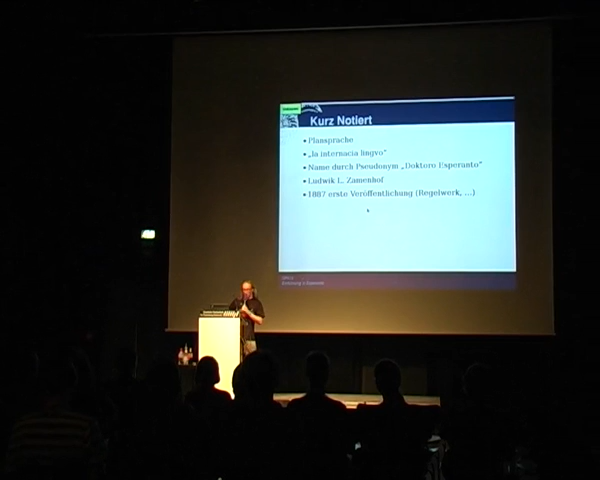 Kurz Notiert
• Plansprache
• „la internacia lingvo“
• Name durch Pseudonym „Doktoro Esperanto“
• Ludwik L. Zamenhof
• 1887 erste Veröffentlichung (Regelwerk, ...)